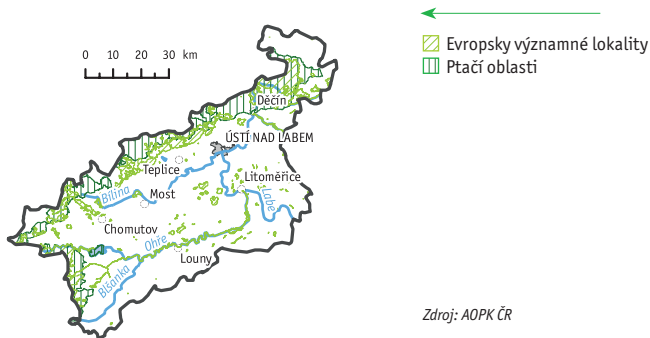 0 10 20 30 km
Evropsky významné lokality
Ptačí oblasti
Děčín
ÚSTÍ NAD LABEM
Teplice
Litoměřice
Bílina
Most
Labe
Chomutov
Ohře
Louny
Blšanka
Zdroj: AOPK ČR